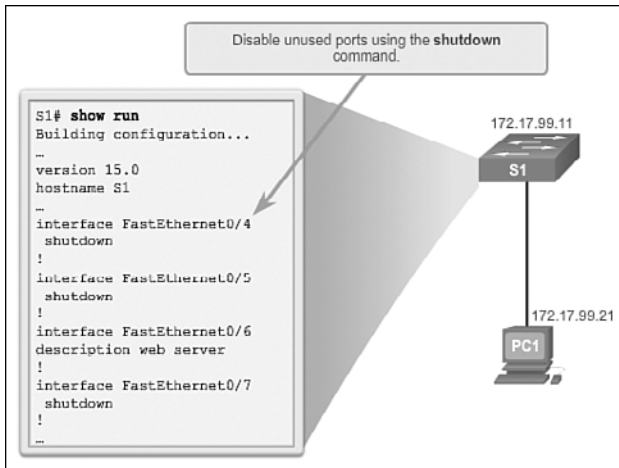 Disable unused ports using the shutdown
command.
S1# show run
Building configuration...
…
version 15.0
hostname S1
…
interface FastEthernet0/4
shutdown
!
interface FastEthernet0/5
shutdown
!
interface FastEthernet0/6
description web server
!
interface FastEthernet0/7
shutdown
!
…
172.17.99.11
S1
172.17.99.21
PC1